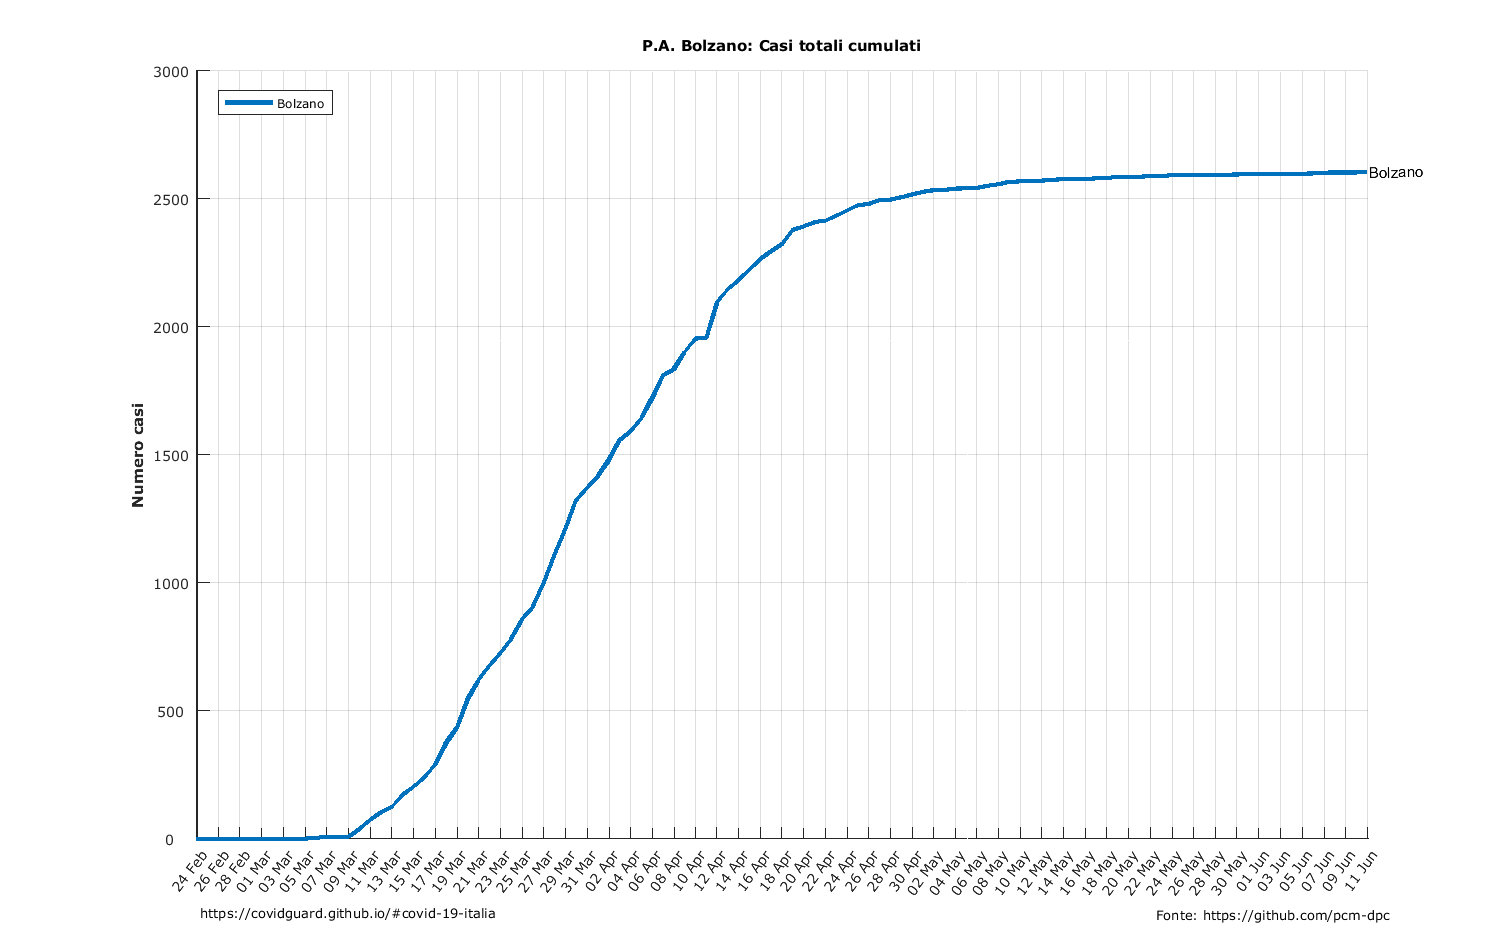 P.A. Bolzano: Casi totali cumulati
3000
2500
2000
1500
1000
500
0
Numero casi
Bolzano
Bolzano
24 Feb
26 Feb
28 Feb
01 Mar
03 Mar
05 Mar
07 Mar
09 Mar
11 Mar
13 Mar
15 Mar
17 Mar
19 Mar
21 Mar
23 Mar
25 Mar
27 Mar
29 Mar
31 Mar
02 Apr
04 Apr
06 Apr
08 Apr
10 Apr
12 Apr
14 Apr
16 Apr
18 Apr
20 Apr
22 Apr
24 Apr
26 Apr
28 Apr
30 Apr
02 May
04 May
06 May
08 May
10 May
12 May
14 May
16 May
18 May
20 May
22 May
24 May
26 May
28 May
30 May
01 Jun
03 Jun
05 Jun
07 Jun
09 Jun
11 Jun
https://covidguard.github.io/#covid-19-italia
Fonte: https://github.com/pcm-dpc